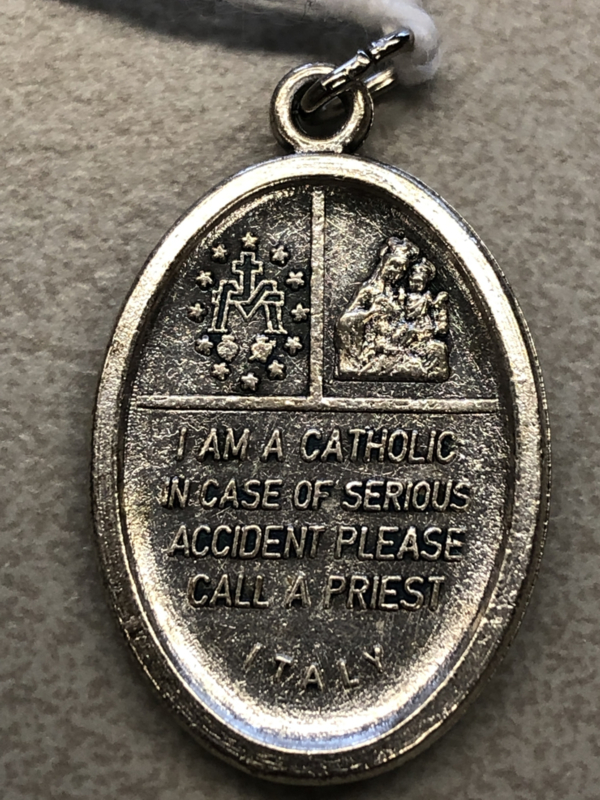 I AM A CATHOLIC
IN CASE OF SERIOUS
ACCIDENT PLEASE
CALL A PRIEST
ITALY